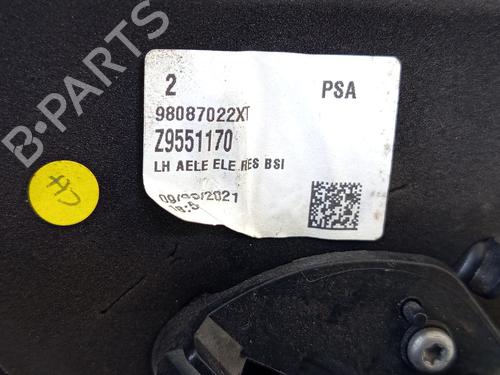 2 PSA
98087022XT
Z9551170
LH AELE ELE RES BSI
B-PARTS